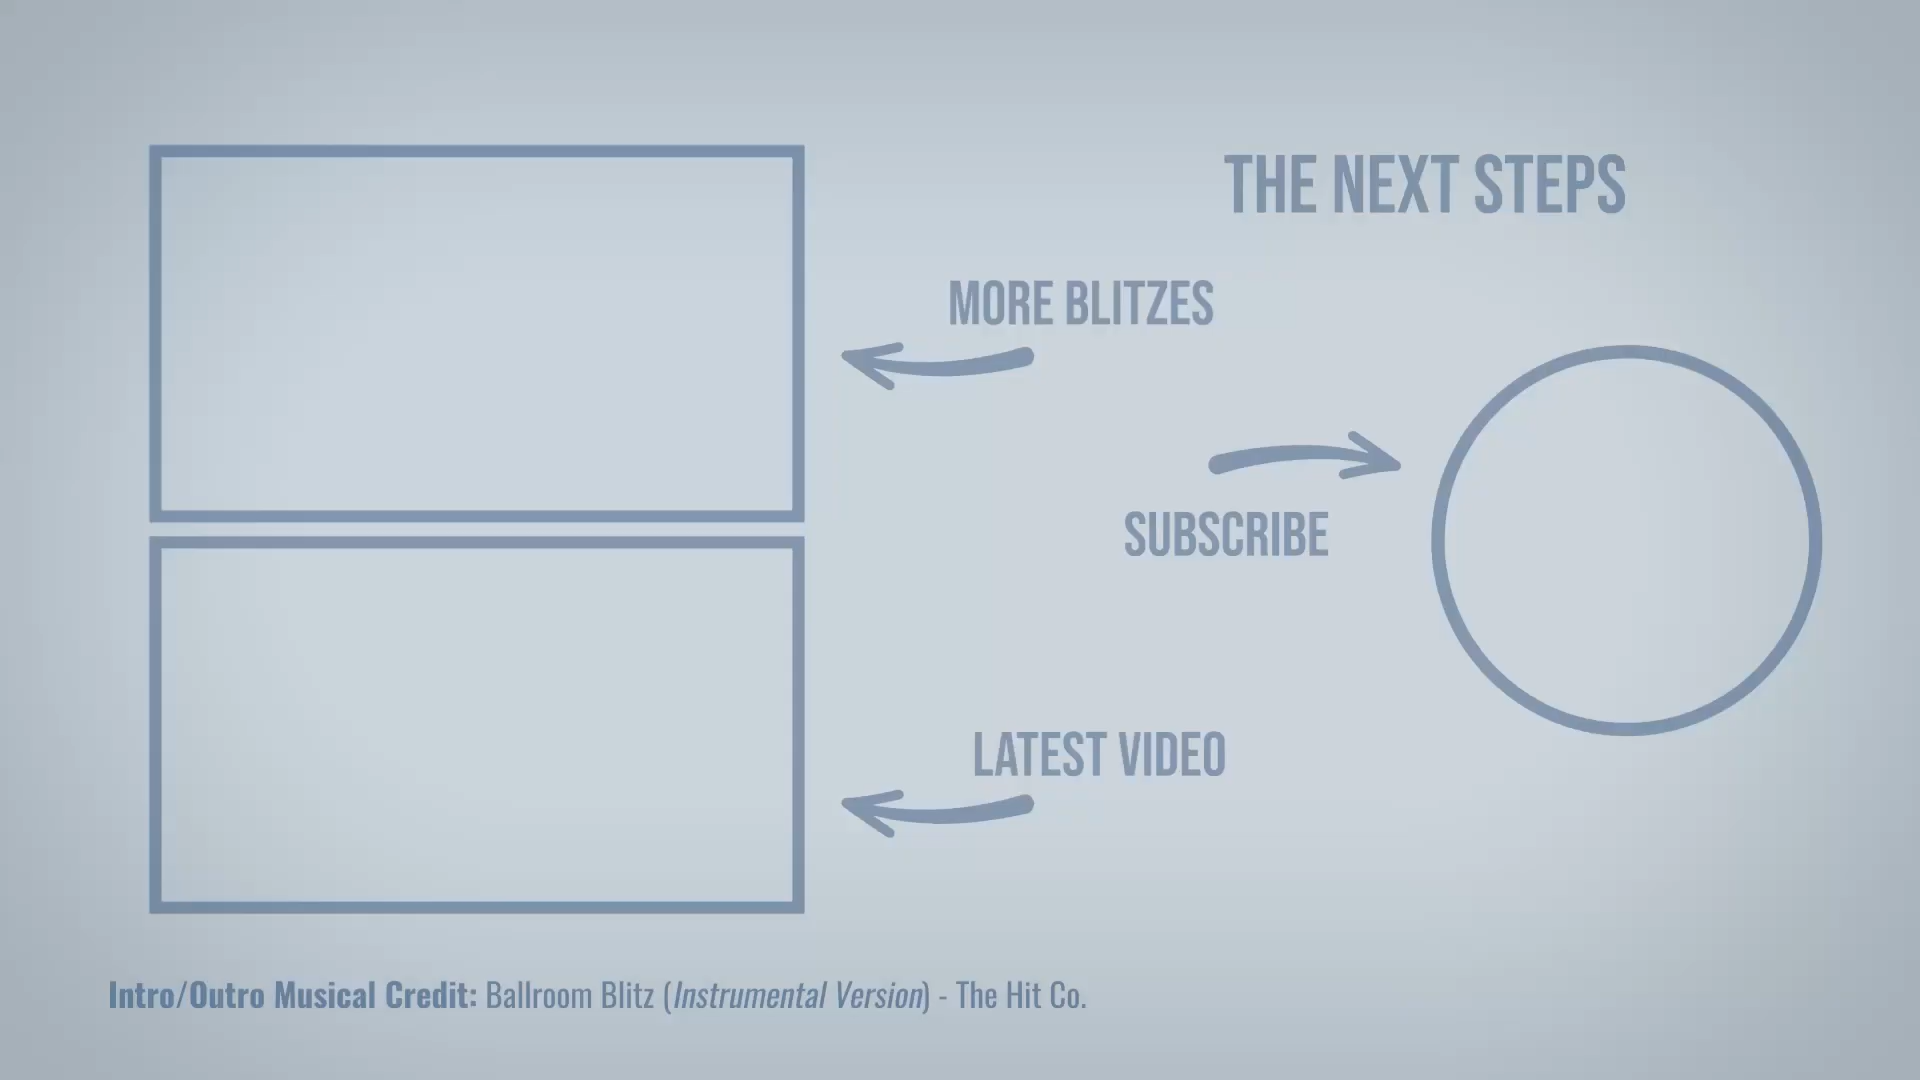 THE NEXT STEPS
MORE BLITZES
SUBSCRIBE
LATEST VIDEO
Intro/Outro Musical Credit: Ballroom Blitz (Instrumental Version) - The Hit Co.